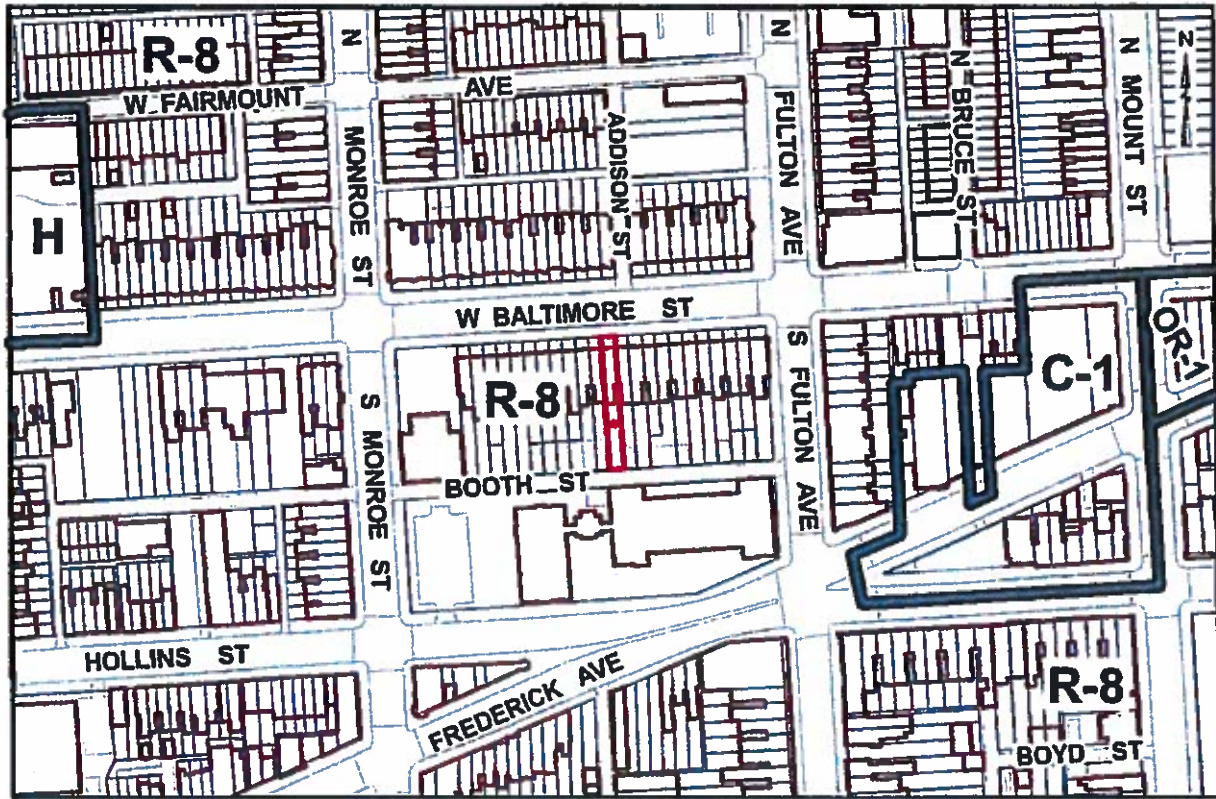 R-8
W FAIRMOUNT
AVE
N
MONROE ST
ADDISON ST
N
FULTON AVE
N BRUCE ST
N MOUNT ST
N
H
W BALTIMORE ST
R-8
S MONROE ST
BOOTH ST
S FULTON AVE
C-1
OR-1
HOLLINS ST
FREDERICK AVE
R-8
BOYD ST